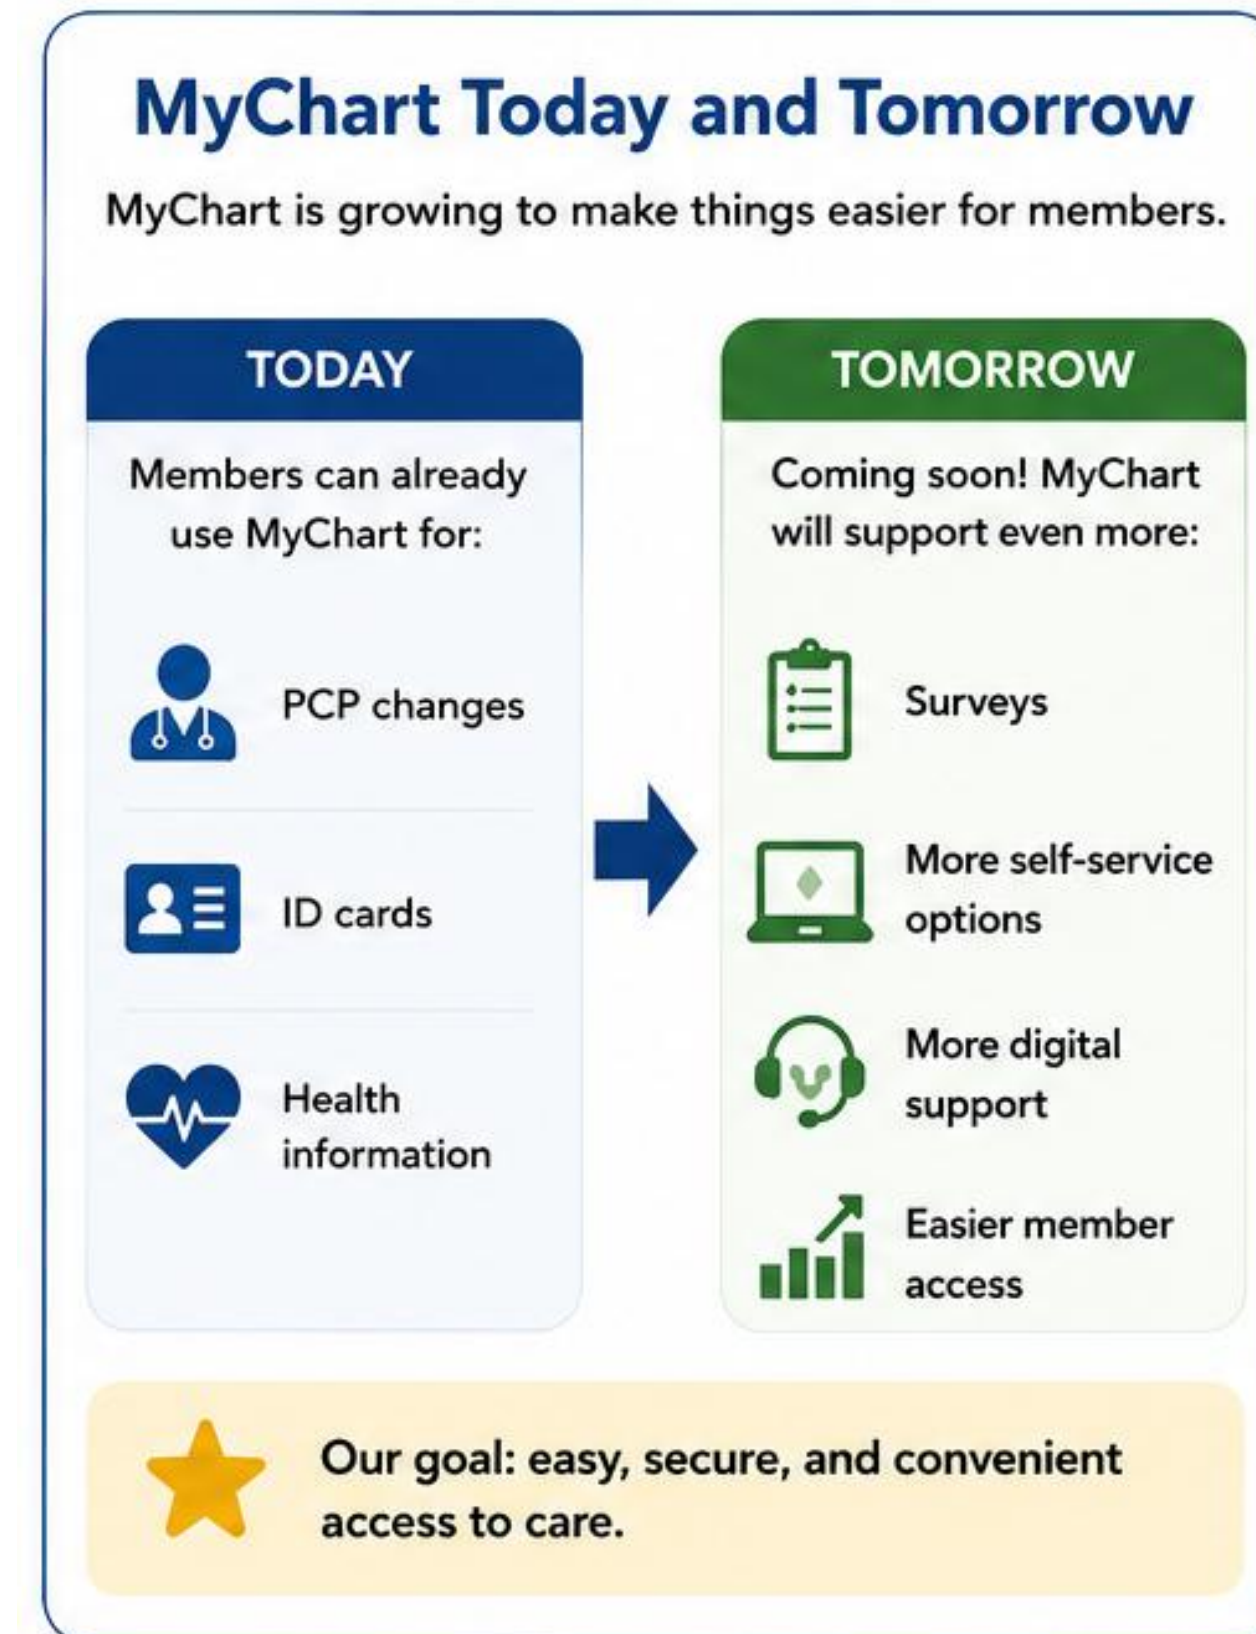 MyChart Today and Tomorrow
MyChart is growing to make things easier for members.
TODAY
Members can already
use MyChart for:
PCP changes
ID cards
Health
information
TOMORROW
Coming soon! MyChart
will support even more:
Surveys
More self-service
options
More digital
support
Easier member
access
Our goal: easy, secure, and convenient
access to care.